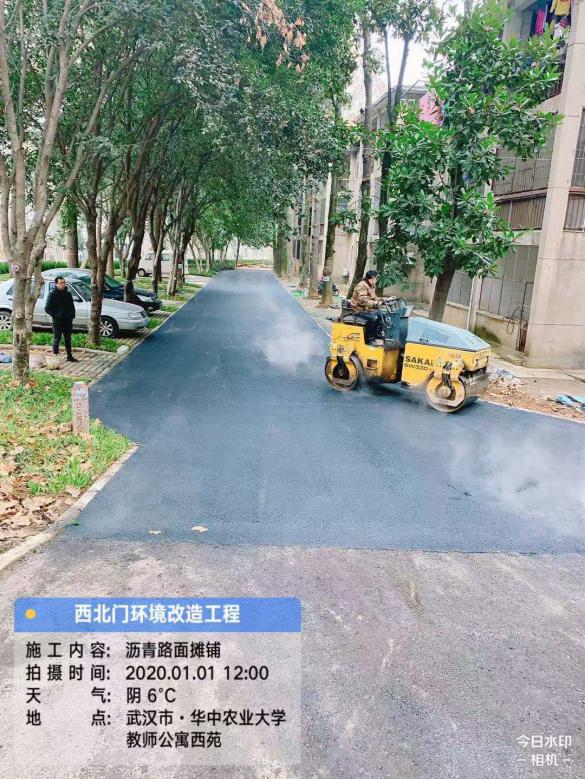 SAKAI
SW330
西北门环境改造工程
施工内容: 沥青路面摊铺
拍摄时间: 2020.01.01 12:00
天气: 阴 6°C
地点: 武汉市·华中农业大学
教师公寓西苑
今日水印
-相机-